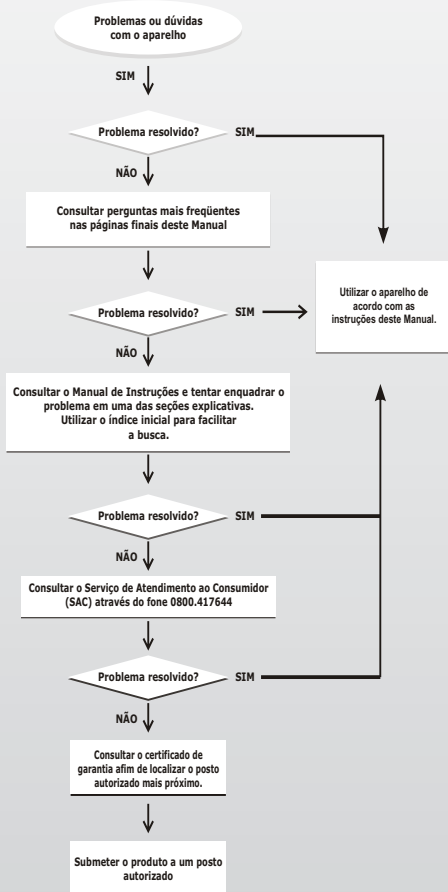 Problemas ou dúvidas
com o aparelho
SIM
Problema resolvido?
SIM
NÃO
Consultar perguntas mais freqüentes
nas páginas finais deste Manual
Utilizar o aparelho de
acordo com as
instruções deste Manual.
Problema resolvido?
SIM
NÃO
Consultar o Manual de Instruções e tentar enquadrar o
problema em uma das seções explicativas.
Utilizar o índice inicial para facilitar
a busca.
Problema resolvido?
SIM
NÃO
Consultar o Serviço de Atendimento ao Consumidor
(SAC) através do fone 0800.417644
Problema resolvido?
SIM
NÃO
Consultar o certificado de
garantia afim de localizar o posto
autorizado mais próximo.
Submeter o produto a um posto
autorizado